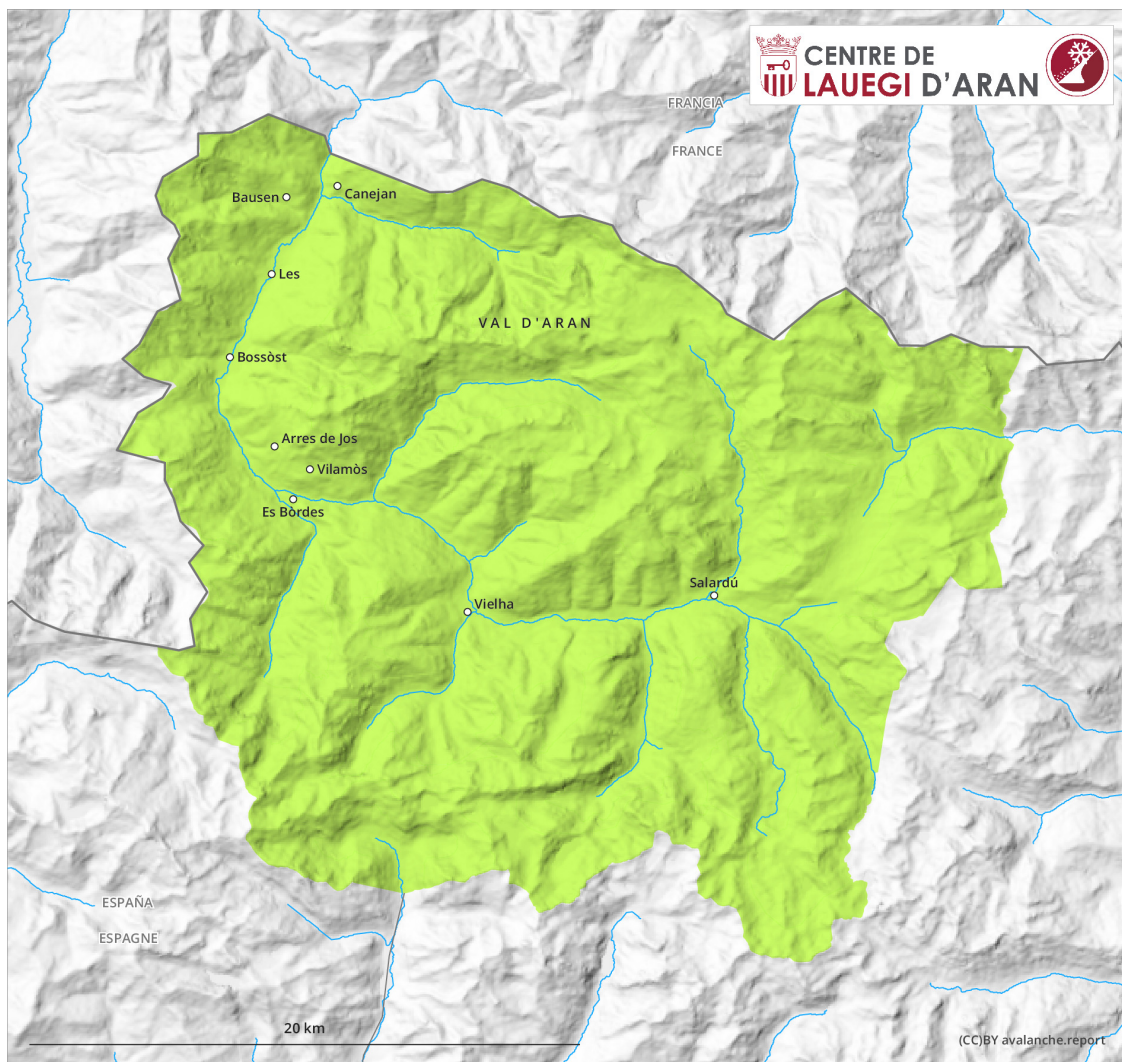 CENTRE DE
LAUEGI D'ARAN
FRANCIA
FRANCE
Bausen
Canejan
Les
VAL D'ARAN
Bossòst
Arres de Jos
Vilamòs
Es Bòrdes
Salardú
Vielha
ESPAÑA
ESPAGNE
20 km
(CC)BY avalanche.report